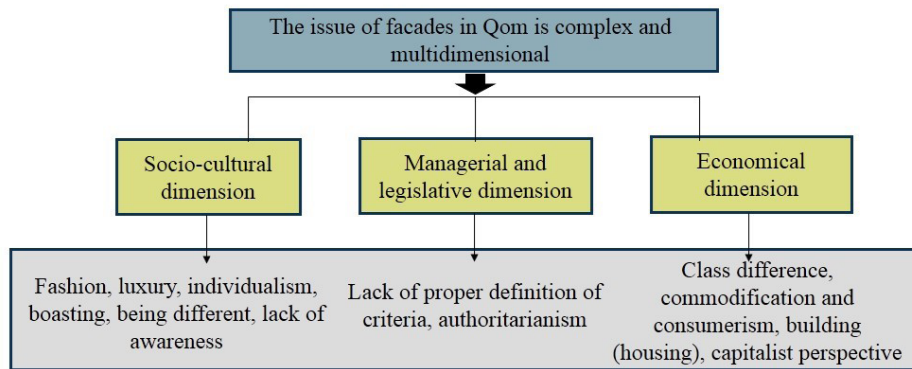 The issue of facades in Qom is complex and
multidimensional
Socio-cultural
dimension
Managerial and
legislative dimension
Economical
dimension
Fashion, luxury, individualism,
boasting, being different, lack of
awareness
Lack of proper definition of
criteria, authoritarianism
Class difference,
commodification and
consumerism, building
(housing), capitalist perspective